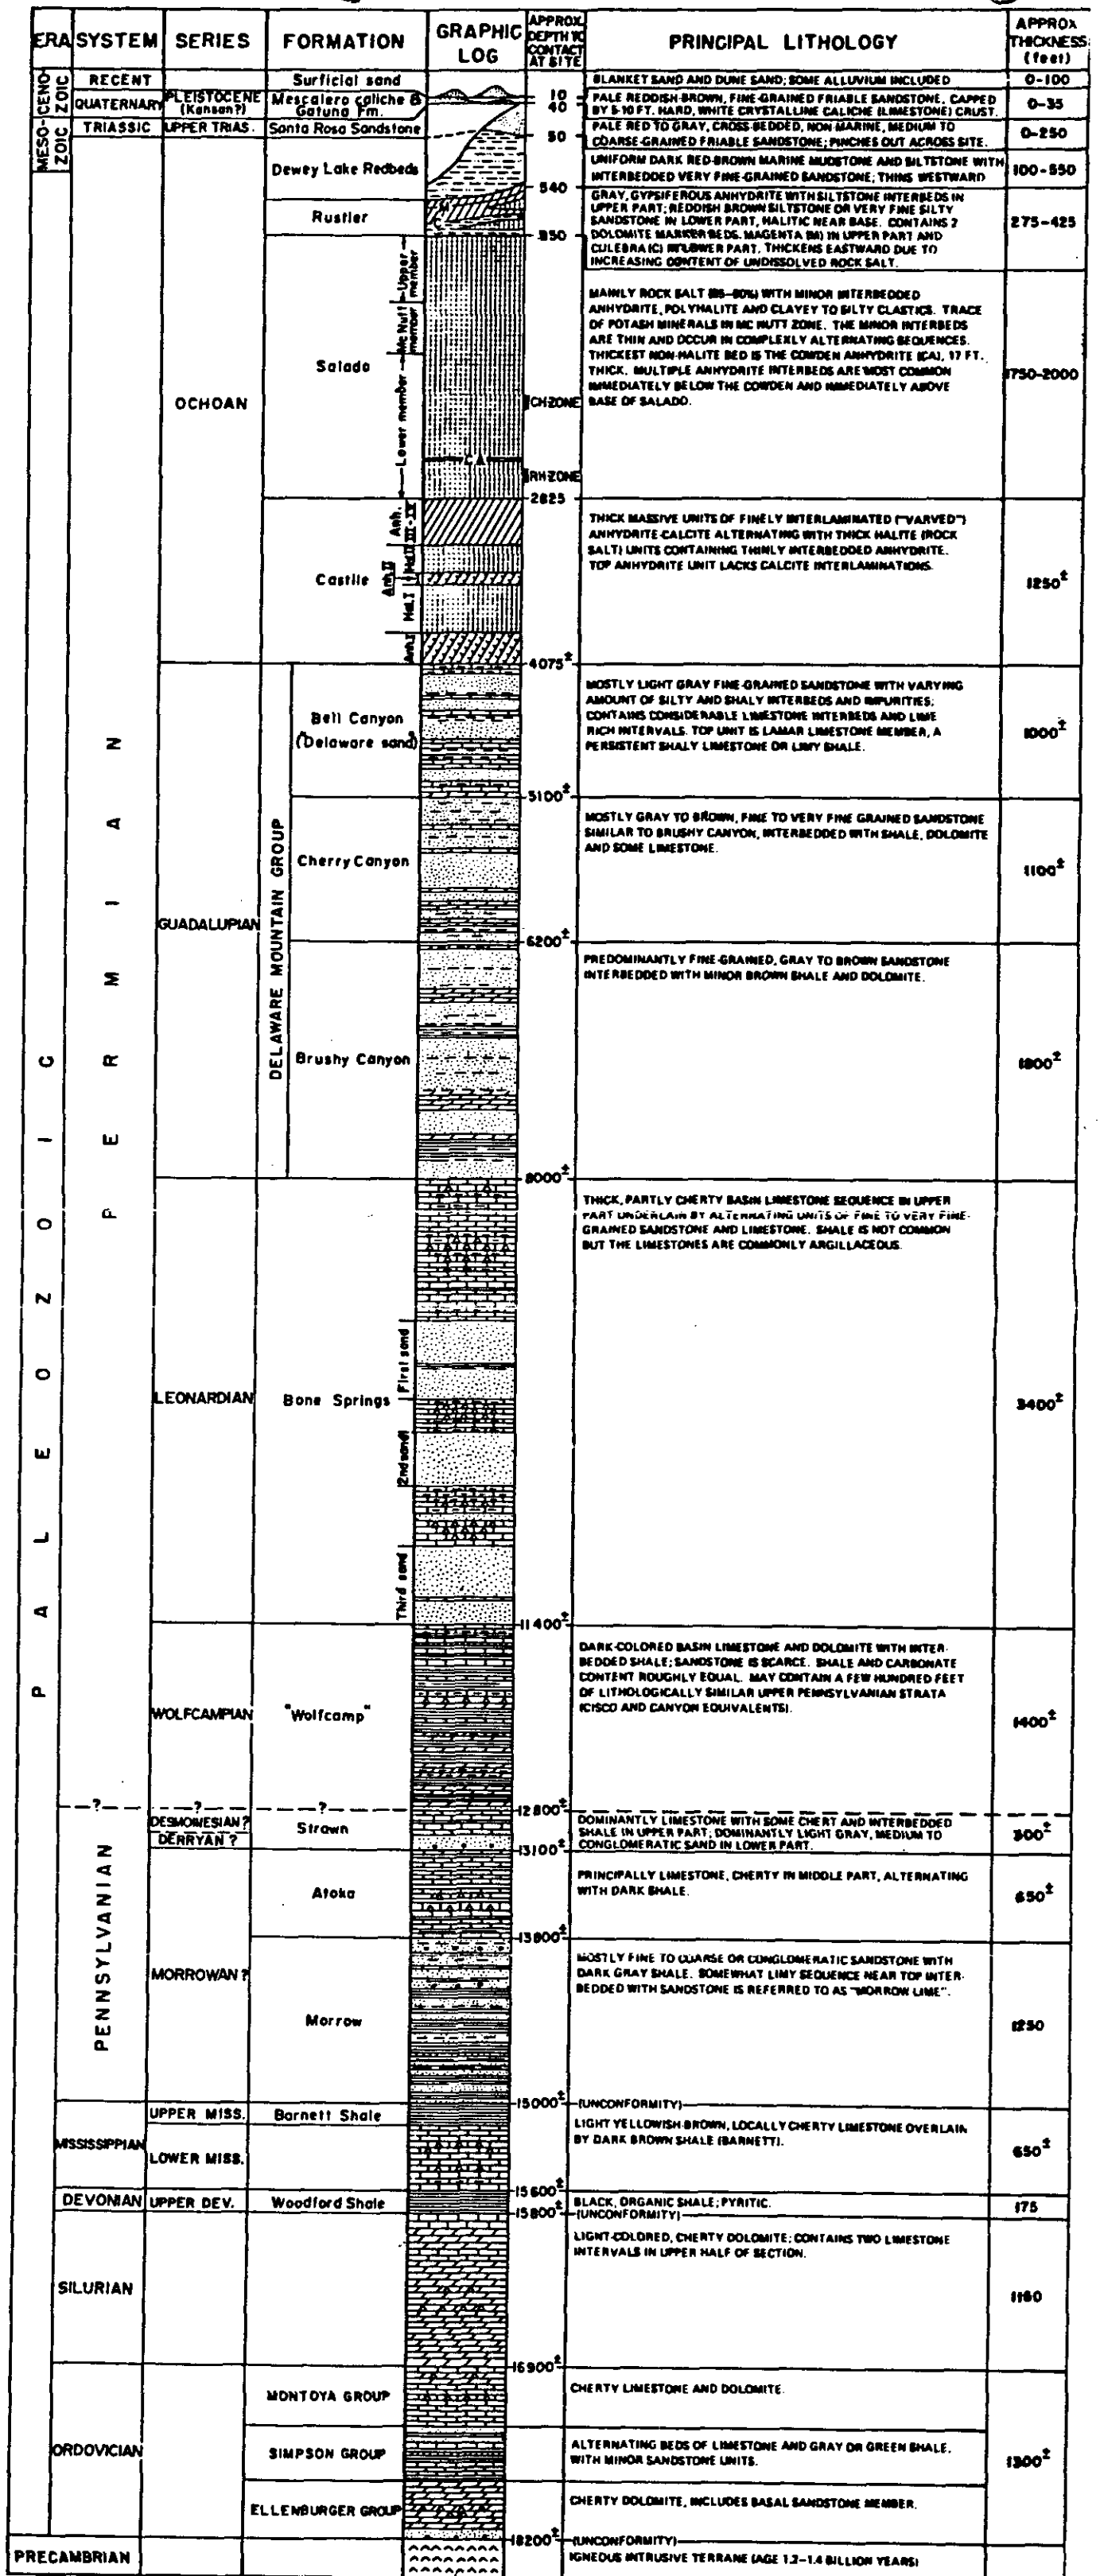 ERA SYSTEM SERIES FORMATION GRAPHIC LOG APPROX. DEPTH TO CONTACT AT SITE PRINCIPAL LITHOLOGY APPROX THICKNESS (feet)
CENO-
ZOIC
RECENT
Surficial sand
BLANKET SAND AND DUNE SAND; SOME ALLUVIUM INCLUDED
0-100
10
QUATERNARY
PLEISTOCENE
(Kansan?)
Mescalero caliche &
Gatuna Fm.
PALE REDDISH-BROWN, FINE-GRAINED FRIABLE SANDSTONE, CAPPED
BY 5-10 FT. HARD, WHITE CRYSTALLINE CALICHE (LIMESTONE) CRUST.
0-35
40
MESO-
ZOIC
TRIASSIC
UPPER TRIAS.
Santa Rosa Sandstone
PALE RED TO GRAY, CROSS-BEDDED, NON-MARINE, MEDIUM TO
COARSE-GRAINED FRIABLE SANDSTONE; PINCHES OUT ACROSS SITE.
0-250
50
PALEOZOIC
PERMIAN
OCHOAN
Dewey Lake Redbeds
UNIFORM DARK RED-BROWN MARINE MUDSTONE AND SILTSTONE WITH
INTERBEDDED VERY FINE-GRAINED SANDSTONE; THINS WESTWARD
100-550
540
Rustler
M
GRAY, GYPSIFEROUS ANHYDRITE WITH SILTSTONE INTERBEDS IN
UPPER PART; REDDISH BROWN SILTSTONE OR VERY FINE SILTY
SANDSTONE IN LOWER PART, HALITIC NEAR BASE. CONTAINS 2
DOLOMITE MARKER BEDS, MAGENTA (M) IN UPPER PART AND
CULEBRA (C) IN LOWER PART. THICKENS EASTWARD DUE TO
INCREASING CONTENT OF UNDISSOLVED ROCK SALT.
275-425
850
Salado
Upper member
McNutt member
Lower member
CA
CH-ZONE
RH-ZONE
MAINLY ROCK SALT (85-90%) WITH MINOR INTERBEDDED
ANHYDRITE, POLYHALITE AND CLAYEY TO SILTY CLASTICS. TRACE
OF POTASH MINERALS IN MC NUTT ZONE. THE MINOR INTERBEDS
ARE THIN AND OCCUR IN COMPLEXLY ALTERNATING SEQUENCES.
THICKEST NON-HALITE BED IS THE COWDEN ANHYDRITE (CA), 17 FT.
THICK. MULTIPLE ANHYDRITE INTERBEDS ARE MOST COMMON
IMMEDIATELY BELOW THE COWDEN AND IMMEDIATELY ABOVE
BASE OF SALADO.
1750-2000
2825
Castile
Anh. III-IV
Hal. II
Anh II
Hal. I
Anh I
THICK MASSIVE UNITS OF FINELY INTERLAMINATED ("VARVED")
ANHYDRITE-CALCITE ALTERNATING WITH THICK HALITE (ROCK
SALT) UNITS CONTAINING THINLY INTERBEDDED ANHYDRITE.
TOP ANHYDRITE UNIT LACKS CALCITE INTERLAMINATIONS.
1250±
4075±
GUADALUPIAN
DELAWARE MOUNTAIN GROUP
Bell Canyon
("Delaware sand")
MOSTLY LIGHT GRAY FINE-GRAINED SANDSTONE WITH VARYING
AMOUNT OF SILTY AND SHALY INTERBEDS AND IMPURITIES;
CONTAINS CONSIDERABLE LIMESTONE INTERBEDS AND LIME
RICH INTERVALS. TOP UNIT IS LAMAR LIMESTONE MEMBER, A
PERSISTENT SHALY LIMESTONE OR LIMY SHALE.
1000±
5100±
Cherry Canyon
MOSTLY GRAY TO BROWN, FINE TO VERY FINE GRAINED SANDSTONE
SIMILAR TO BRUSHY CANYON, INTERBEDDED WITH SHALE, DOLOMITE
AND SOME LIMESTONE.
1100±
6200±
Brushy Canyon
PREDOMINANTLY FINE-GRAINED, GRAY TO BROWN SANDSTONE
INTERBEDDED WITH MINOR BROWN SHALE AND DOLOMITE.
1800±
8000±
LEONARDIAN
Bone Springs
First sand
2nd sand
Third sand
THICK, PARTLY CHERTY BASIN LIMESTONE SEQUENCE IN UPPER
PART UNDERLAIN BY ALTERNATING UNITS OF FINE TO VERY FINE-
GRAINED SANDSTONE AND LIMESTONE. SHALE IS NOT COMMON
BUT THE LIMESTONES ARE COMMONLY ARGILLACEOUS.
3400±
11400±
WOLFCAMPIAN
"Wolfcamp"
DARK-COLORED BASIN LIMESTONE AND DOLOMITE WITH INTER-
BEDDED SHALE; SANDSTONE IS SCARCE. SHALE AND CARBONATE
CONTENT ROUGHLY EQUAL. MAY CONTAIN A FEW HUNDRED FEET
OF LITHOLOGICALLY SIMILAR UPPER PENNSYLVANIAN STRATA
(CISCO AND CANYON EQUIVALENTS).
1400±
? ? ?
12800±
PENNSYLVANIAN
DESMONESIAN?
DERRYAN ?
Strawn
DOMINANTLY LIMESTONE WITH SOME CHERT AND INTERBEDDED
SHALE IN UPPER PART; DOMINANTLY LIGHT GRAY, MEDIUM TO
CONGLOMERATIC SAND IN LOWER PART.
300±
13100±
MORROWAN ?
Atoka
PRINCIPALLY LIMESTONE, CHERTY IN MIDDLE PART, ALTERNATING
WITH DARK SHALE.
650±
13800±
Morrow
MOSTLY FINE TO COARSE OR CONGLOMERATIC SANDSTONE WITH
DARK GRAY SHALE. SOMEWHAT LIMY SEQUENCE NEAR TOP INTER-
BEDDED WITH SANDSTONE IS REFERRED TO AS "MORROW LIME".
1250
15000±
(UNCONFORMITY)
MISSISSIPPIAN
UPPER MISS.
Barnett Shale
LOWER MISS.
LIGHT YELLOWISH-BROWN, LOCALLY CHERTY LIMESTONE OVERLAIN
BY DARK BROWN SHALE (BARNETT).
650±
15600±
DEVONIAN
UPPER DEV.
Woodford Shale
BLACK, ORGANIC SHALE; PYRITIC.
175
15800±
(UNCONFORMITY)
SILURIAN
LIGHT-COLORED, CHERTY DOLOMITE; CONTAINS TWO LIMESTONE
INTERVALS IN UPPER HALF OF SECTION.
1160
16900±
ORDOVICIAN
MONTOYA GROUP
CHERTY LIMESTONE AND DOLOMITE.
SIMPSON GROUP
ALTERNATING BEDS OF LIMESTONE AND GRAY OR GREEN SHALE,
WITH MINOR SANDSTONE UNITS.
1300±
ELLENBURGER GROUP
CHERTY DOLOMITE, INCLUDES BASAL SANDSTONE MEMBER.
18200±
(UNCONFORMITY)
PRECAMBRIAN
IGNEOUS INTRUSIVE TERRANE (AGE 1.2-1.4 BILLION YEARS)